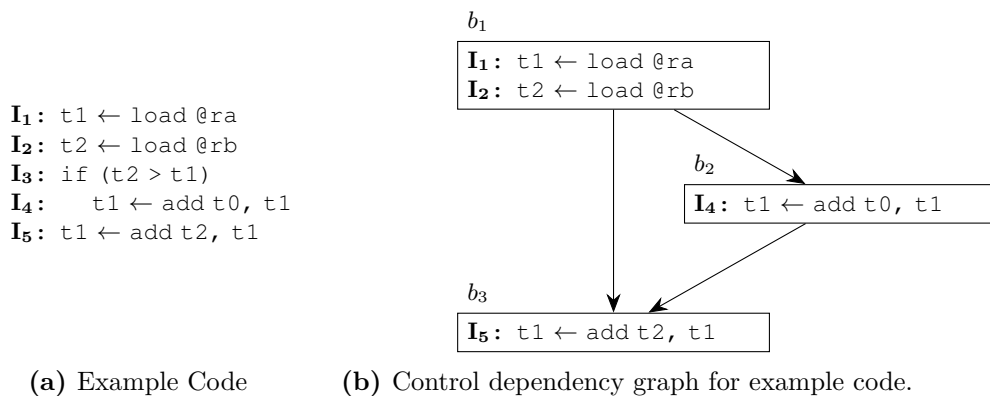 I₁: t1 ← load @ra
I₂: t2 ← load @rb
I₃: if (t2 > t1)
I₄: t1 ← add t0, t1
I₅: t1 ← add t2, t1
(a) Example Code
b₁
I₁: t1 ← load @ra
I₂: t2 ← load @rb
b₂
I₄: t1 ← add t0, t1
b₃
I₅: t1 ← add t2, t1
(b) Control dependency graph for example code.